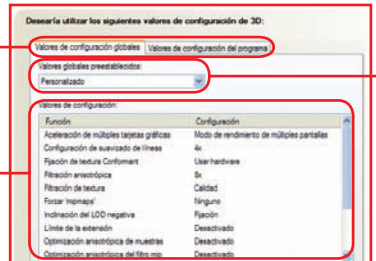 Desearía utilizar los siguientes valores de configuración de 3D:
Valores de configuración globales Valores de configuración del programa
Valores globales preestablecidos:
Personalizado
Valores de configuración:
Función Configuración
Aceleración de múltiples tarjetas gráficas Modo de rendimiento de múltiples pantallas
Configuración de suavizado de líneas 4x
Fijación de textura Conformant Usar hardware
Filtración anisotrópica 8x
Filtración de textura Calidad
Forzar 'mipmaps' Ninguno
Inclinación del LOD negativa Fijación
Límite de la extensión Desactivado
Optimización anisotrópica de muestras Desactivado
Optimización anisotrópica del filtro mip Desactivado